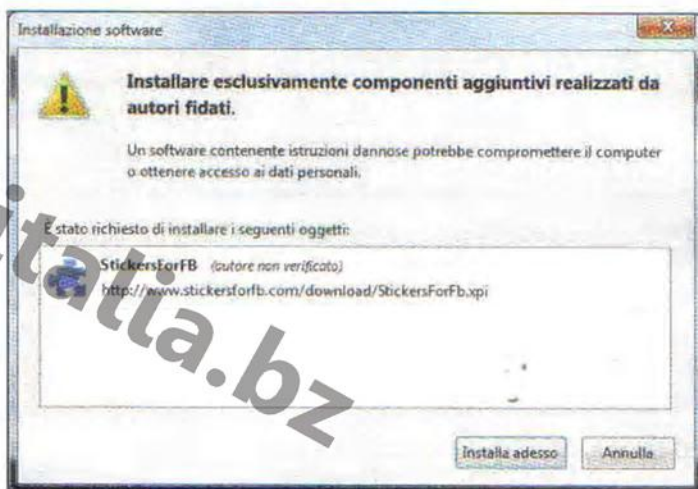 Installazione software
Installare esclusivamente componenti aggiuntivi realizzati da
autori fidati.
Un software contenente istruzioni dannose potrebbe compromettere il computer
o ottenere accesso ai dati personali.
È stato richiesto di installare i seguenti oggetti:
StickersForFB (autore non verificato)
http://www.stickersforfb.com/download/StickersForFb.xpi
italia.bz
Installa adesso Annulla